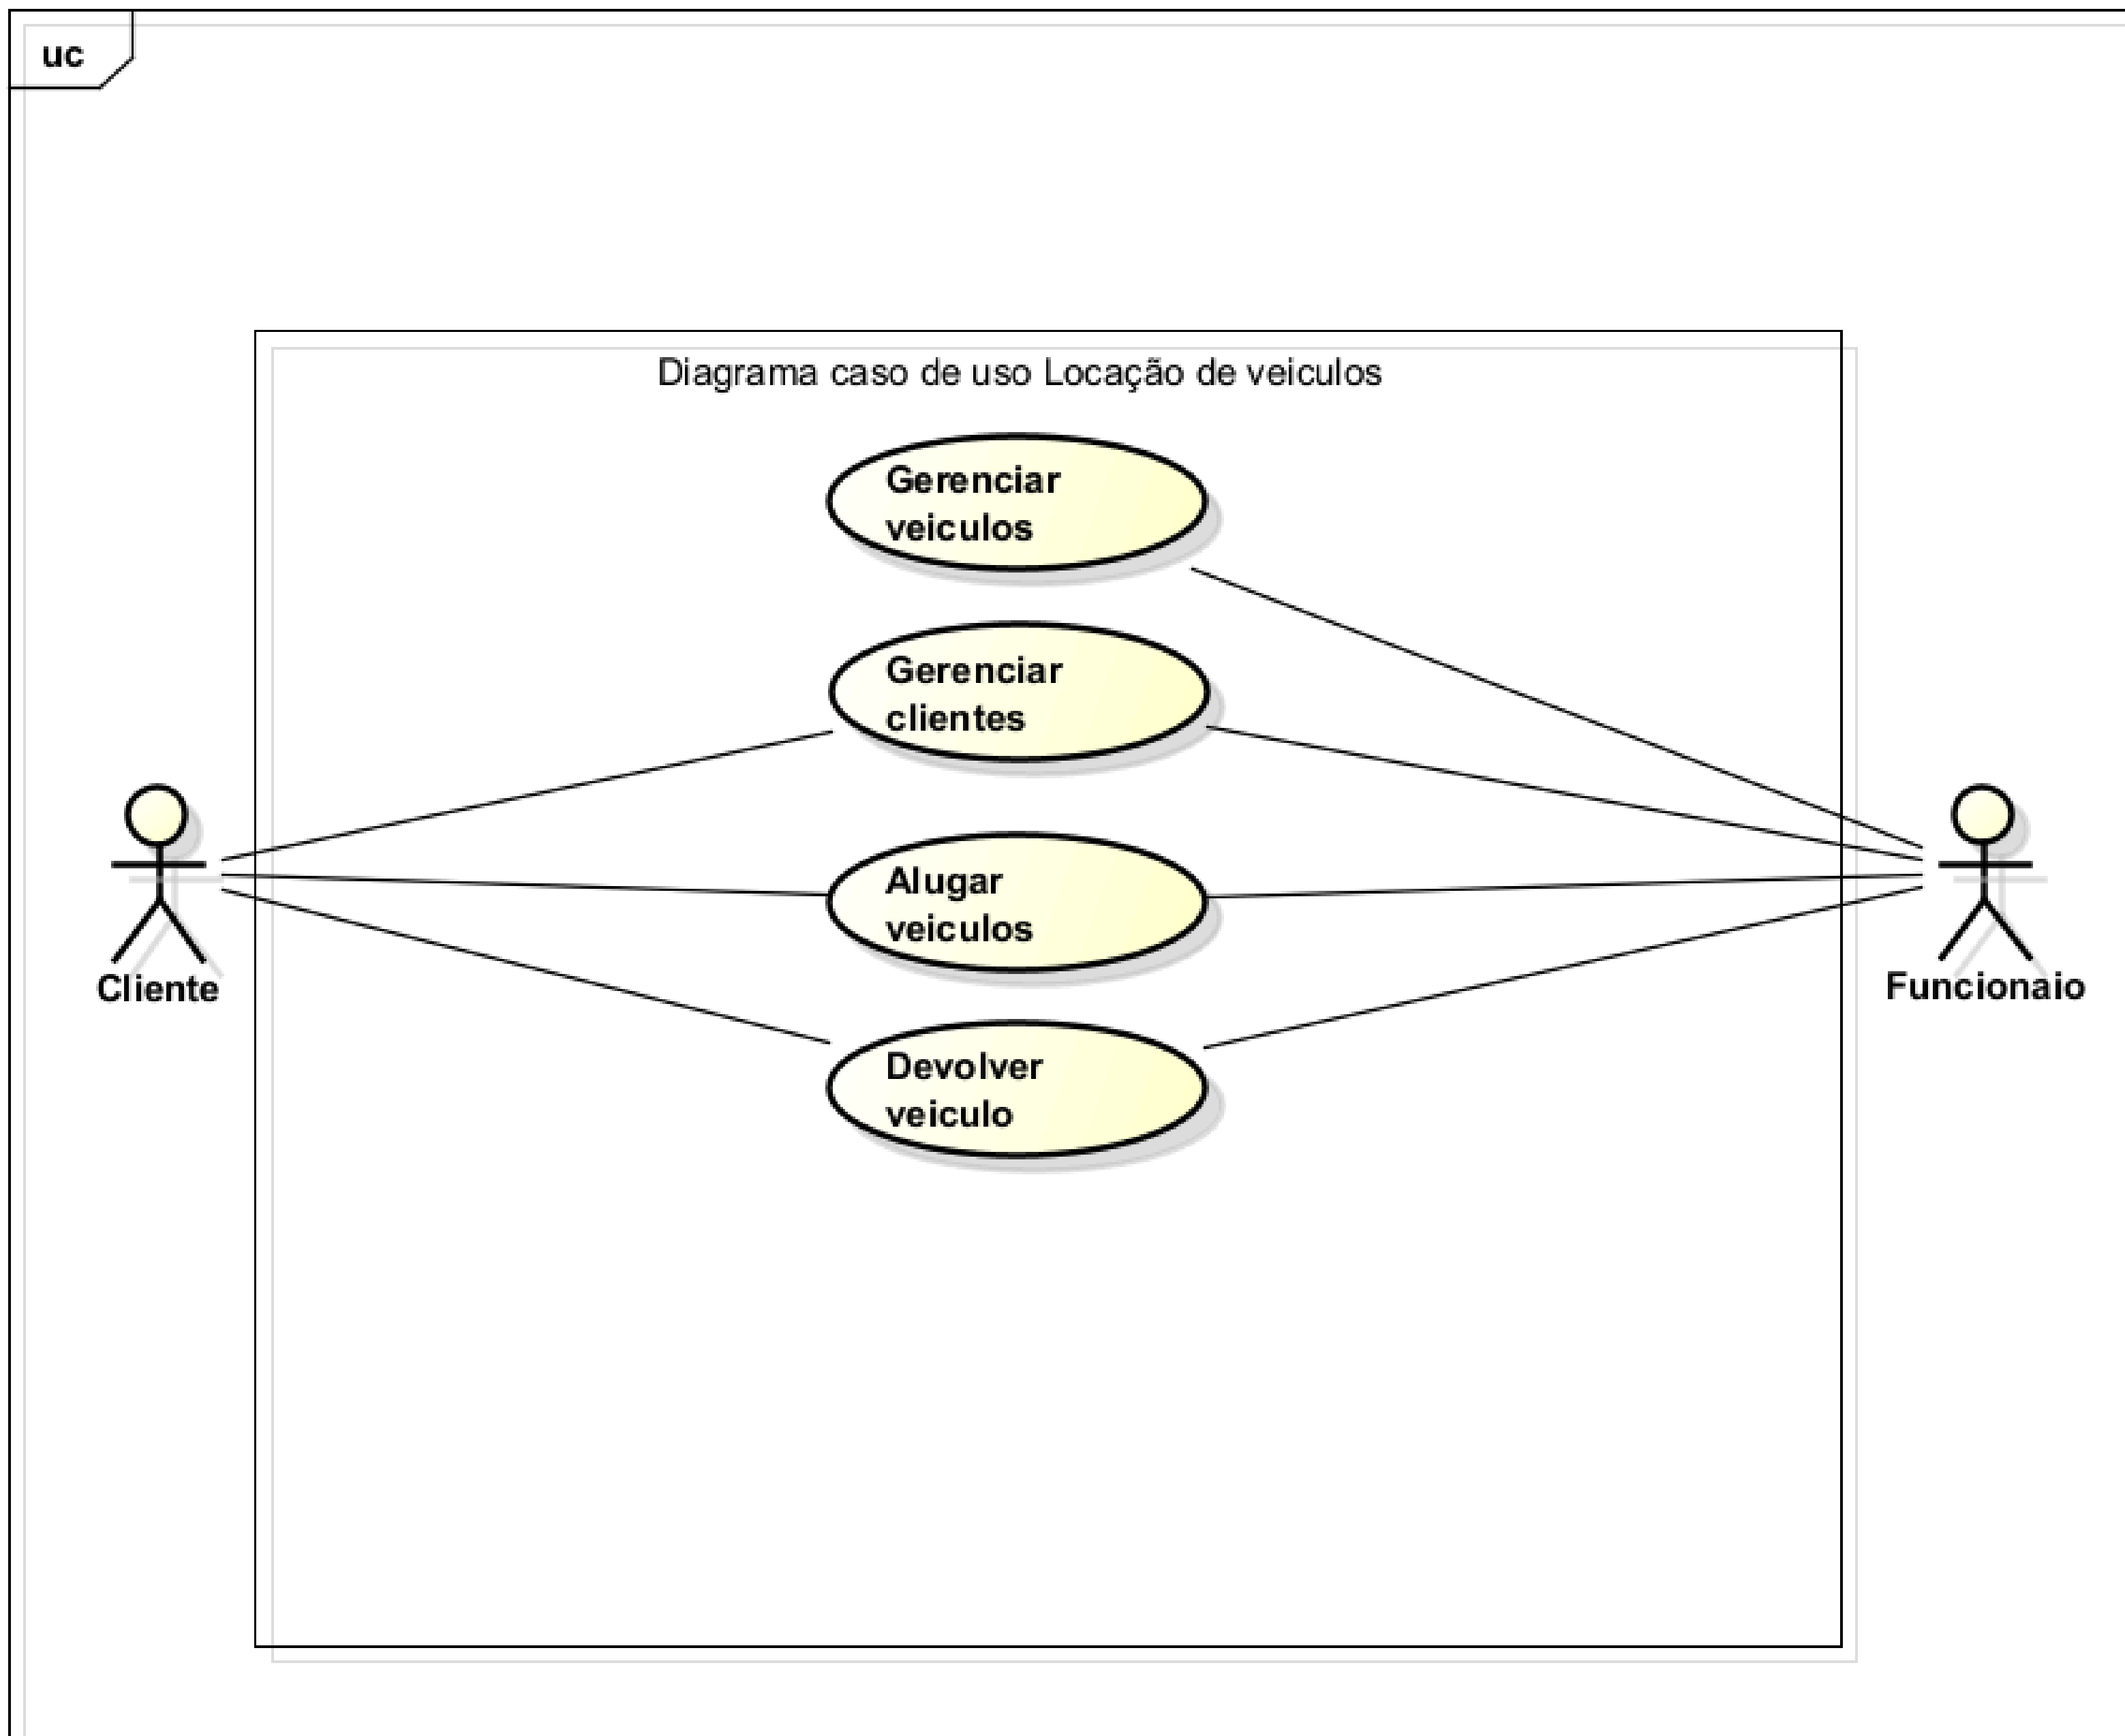 uc
Diagrama caso de uso Locação de veiculos
Gerenciar
veiculos
Gerenciar
clientes
Alugar
veiculos
Devolver
veiculo
Cliente
Funcionaio